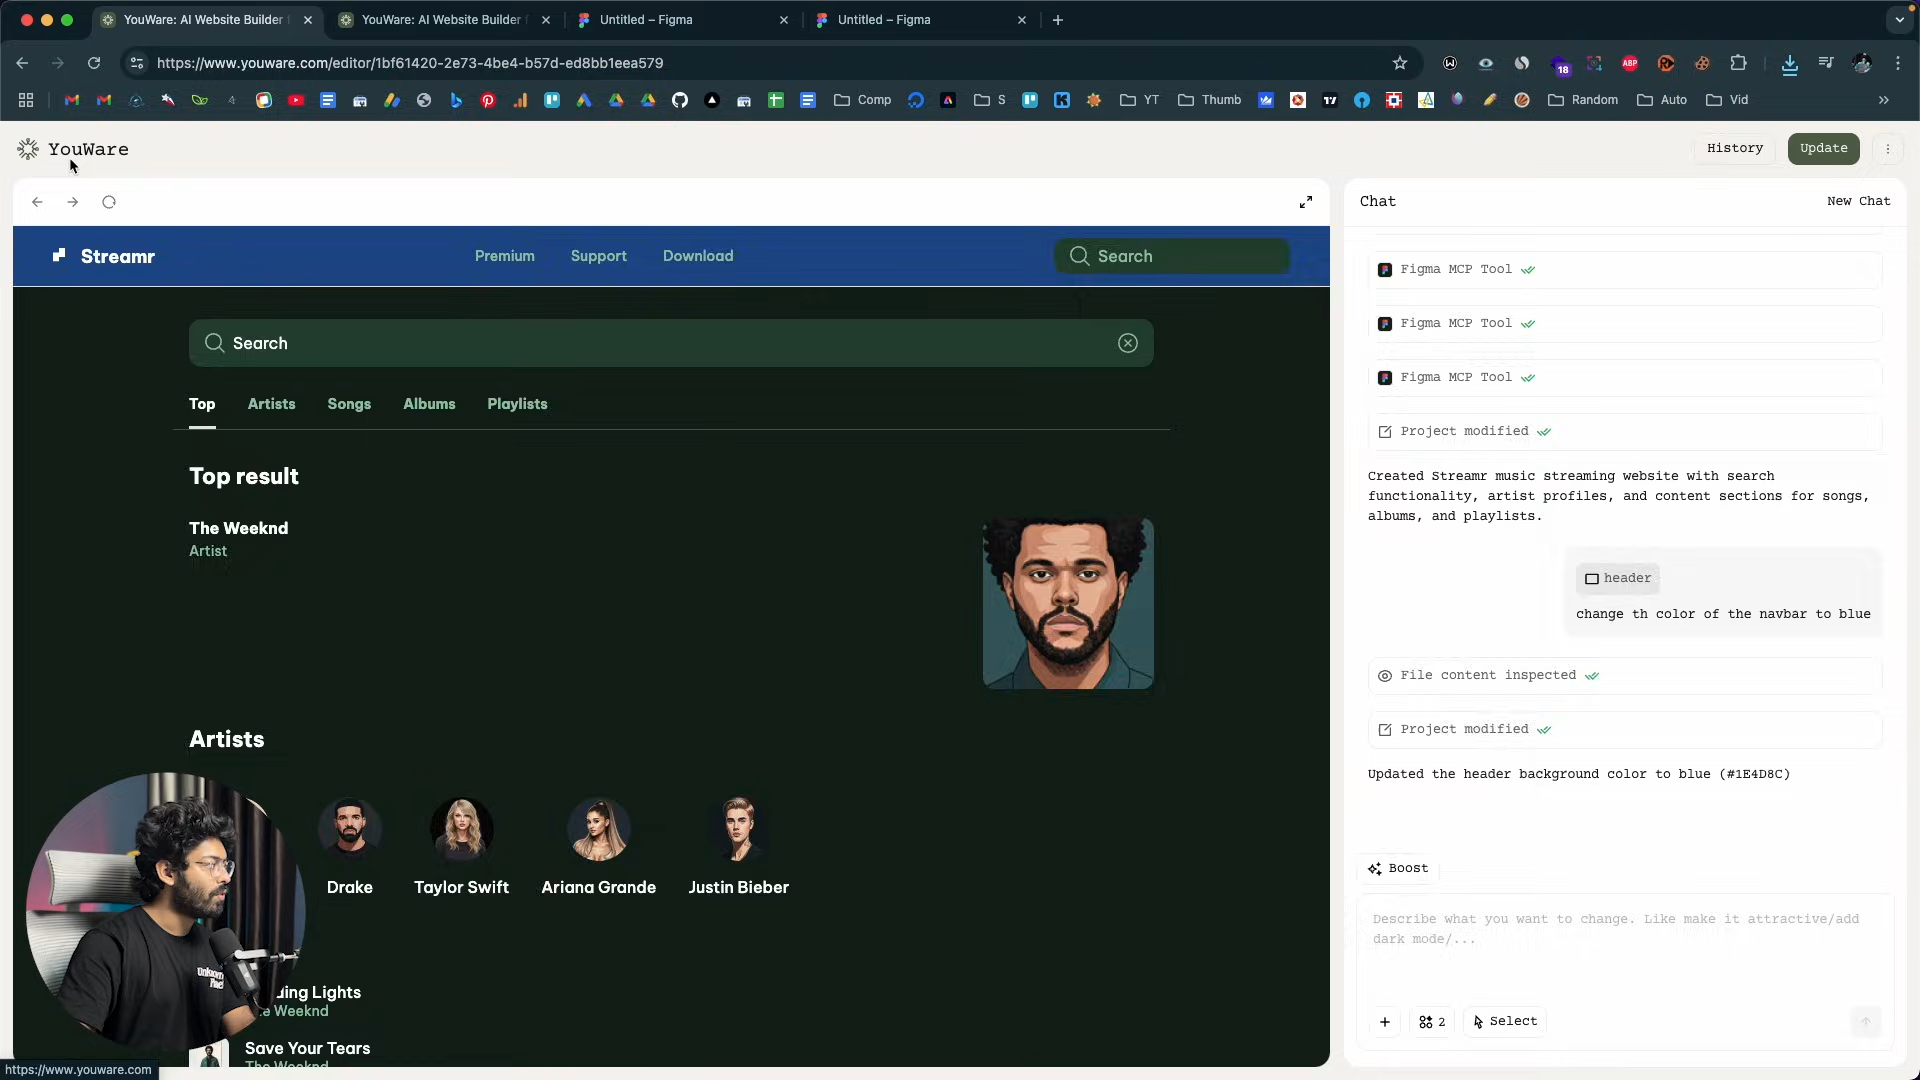 YouWare: AI Website Builder
YouWare: AI Website Builder
Untitled – Figma
Untitled – Figma
https://www.youware.com/editor/1bf61420-2e73-4be4-b57d-ed8bb1eea579
18
ABP
Comp
S
YT
Thumb
Random
Auto
Vid
YouWare
History
Update
Streamr
Premium
Support
Download
Search
Search
Top
Artists
Songs
Albums
Playlists
Top result
The Weeknd
Artist
Artists
Drake
Taylor Swift
Ariana Grande
Justin Bieber
Lights
Weeknd
Save Your Tears
The Weeknd
https://www.youware.com
Chat
New Chat
Figma MCP Tool
Figma MCP Tool
Figma MCP Tool
Project modified
Created Streamr music streaming website with search
functionality, artist profiles, and content sections for songs,
albums, and playlists.
header
change th color of the navbar to blue
File content inspected
Project modified
Updated the header background color to blue (#1E4D8C)
Boost
Describe what you want to change. Like make it attractive/add
dark mode/...
2
Select